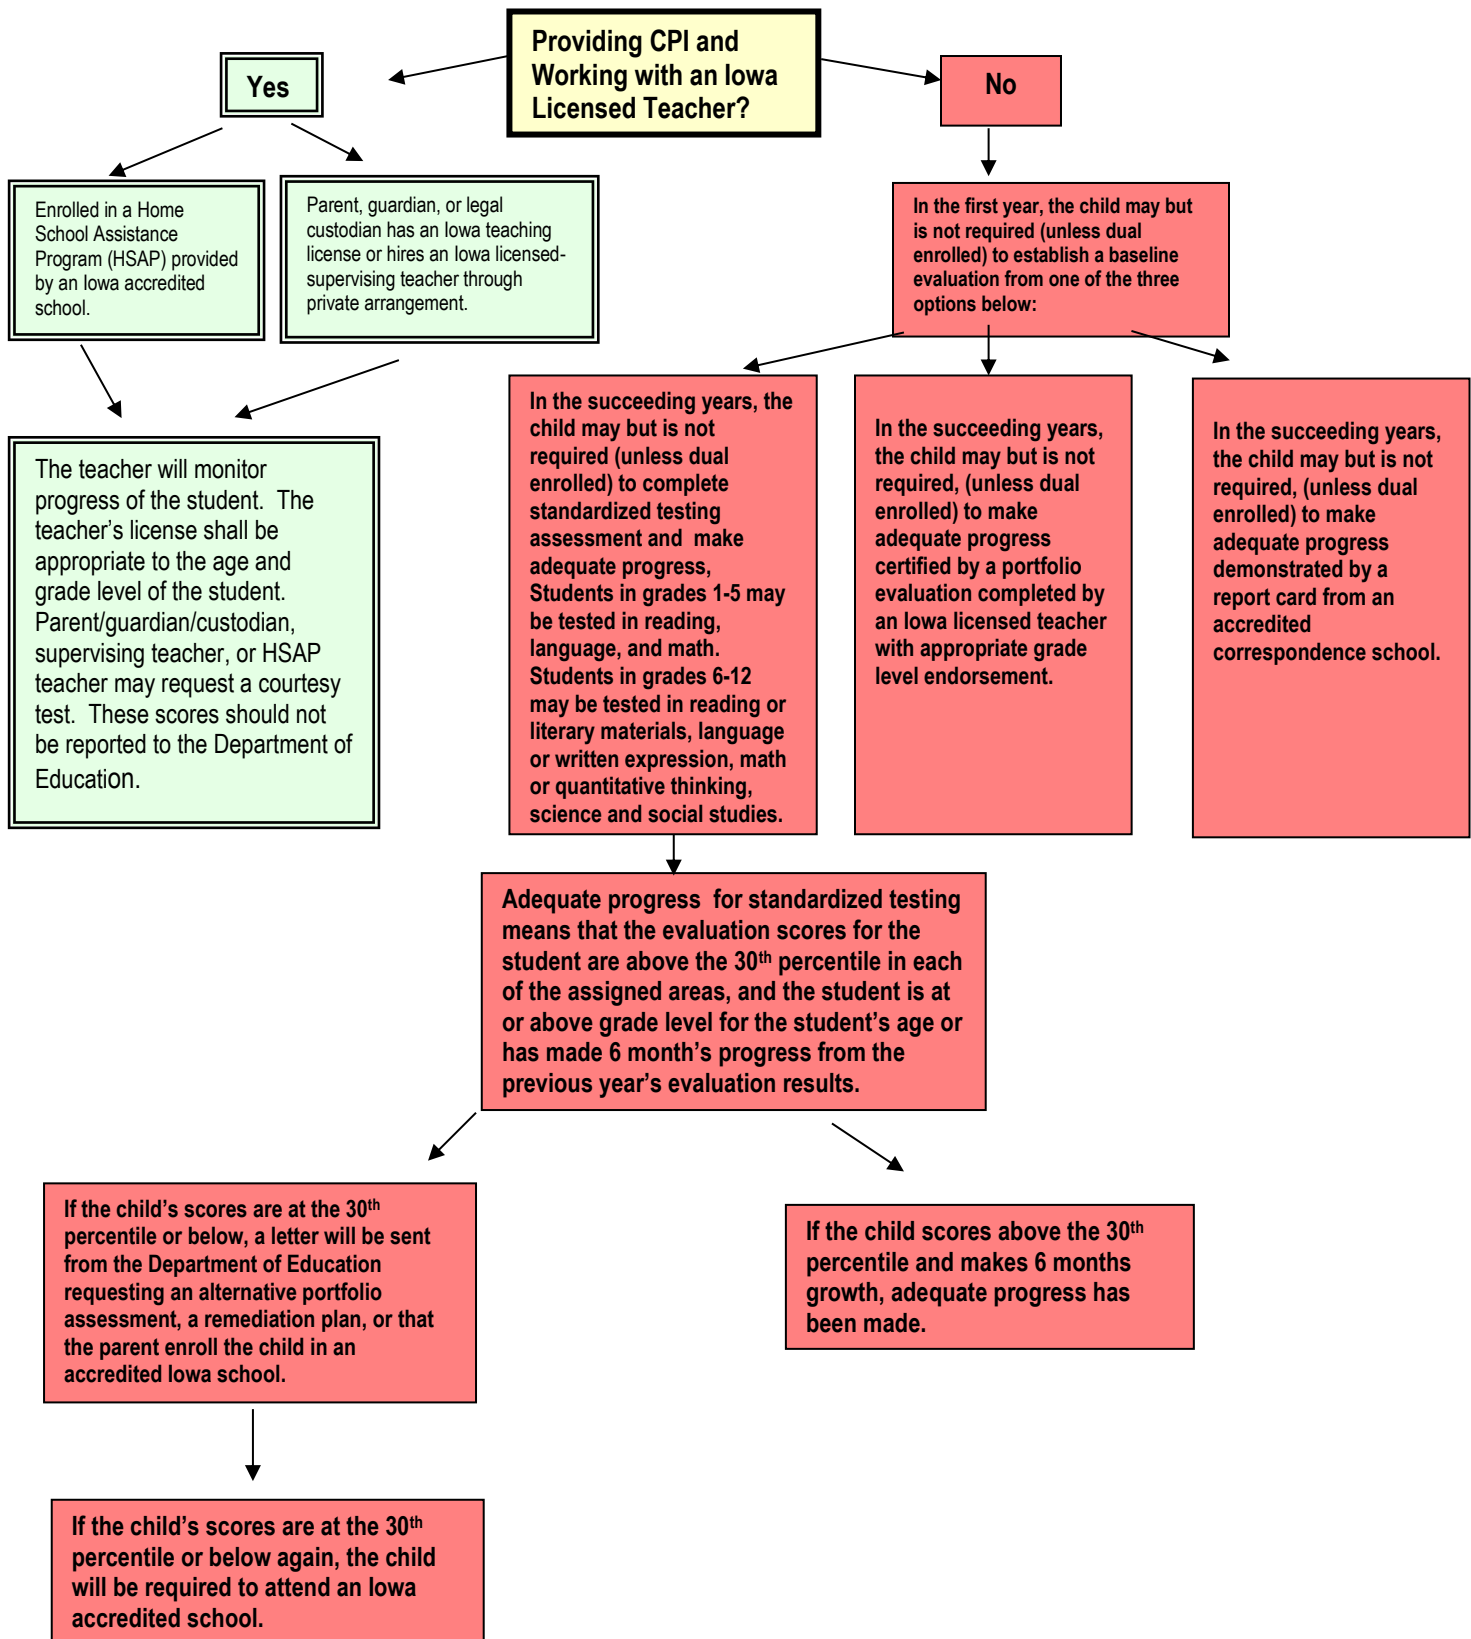 Providing CPI and
Working with an Iowa
Licensed Teacher?
Yes
No
Enrolled in a Home
School Assistance
Program (HSAP) provided
by an Iowa accredited
school.
Parent, guardian, or legal
custodian has an Iowa teaching
license or hires an Iowa licensed-
supervising teacher through
private arrangement.
In the first year, the child may but
is not required (unless dual
enrolled) to establish a baseline
evaluation from one of the three
options below:
The teacher will monitor
progress of the student.  The
teacher’s license shall be
appropriate to the age and
grade level of the student.
Parent/guardian/custodian,
supervising teacher, or HSAP
teacher may request a courtesy
test.  These scores should not
be reported to the Department of
Education.
In the succeeding years, the
child may but is not
required (unless dual
enrolled) to complete
standardized testing
assessment and  make
adequate progress,
Students in grades 1-5 may
be tested in reading,
language, and math.
Students in grades 6-12
may be tested in reading or
literary materials, language
or written expression, math
or quantitative thinking,
science and social studies.
In the succeeding years,
the child may but is not
required, (unless dual
enrolled) to make
adequate progress
certified by a portfolio
evaluation completed by
an Iowa licensed teacher
with appropriate grade
level endorsement.
In the succeeding years,
the child may but is not
required, (unless dual
enrolled) to make
adequate progress
demonstrated by a
report card from an
accredited
correspondence school.
Adequate progress  for standardized testing
means that the evaluation scores for the
student are above the 30th percentile in each
of the assigned areas, and the student is at
or above grade level for the student’s age or
has made 6 month’s progress from the
previous year’s evaluation results.
If the child’s scores are at the 30th
percentile or below, a letter will be sent
from the Department of Education
requesting an alternative portfolio
assessment, a remediation plan, or that
the parent enroll the child in an
accredited Iowa school.
If the child scores above the 30th
percentile and makes 6 months
growth, adequate progress has
been made.
If the child’s scores are at the 30th
percentile or below again, the child
will be required to attend an Iowa
accredited school.